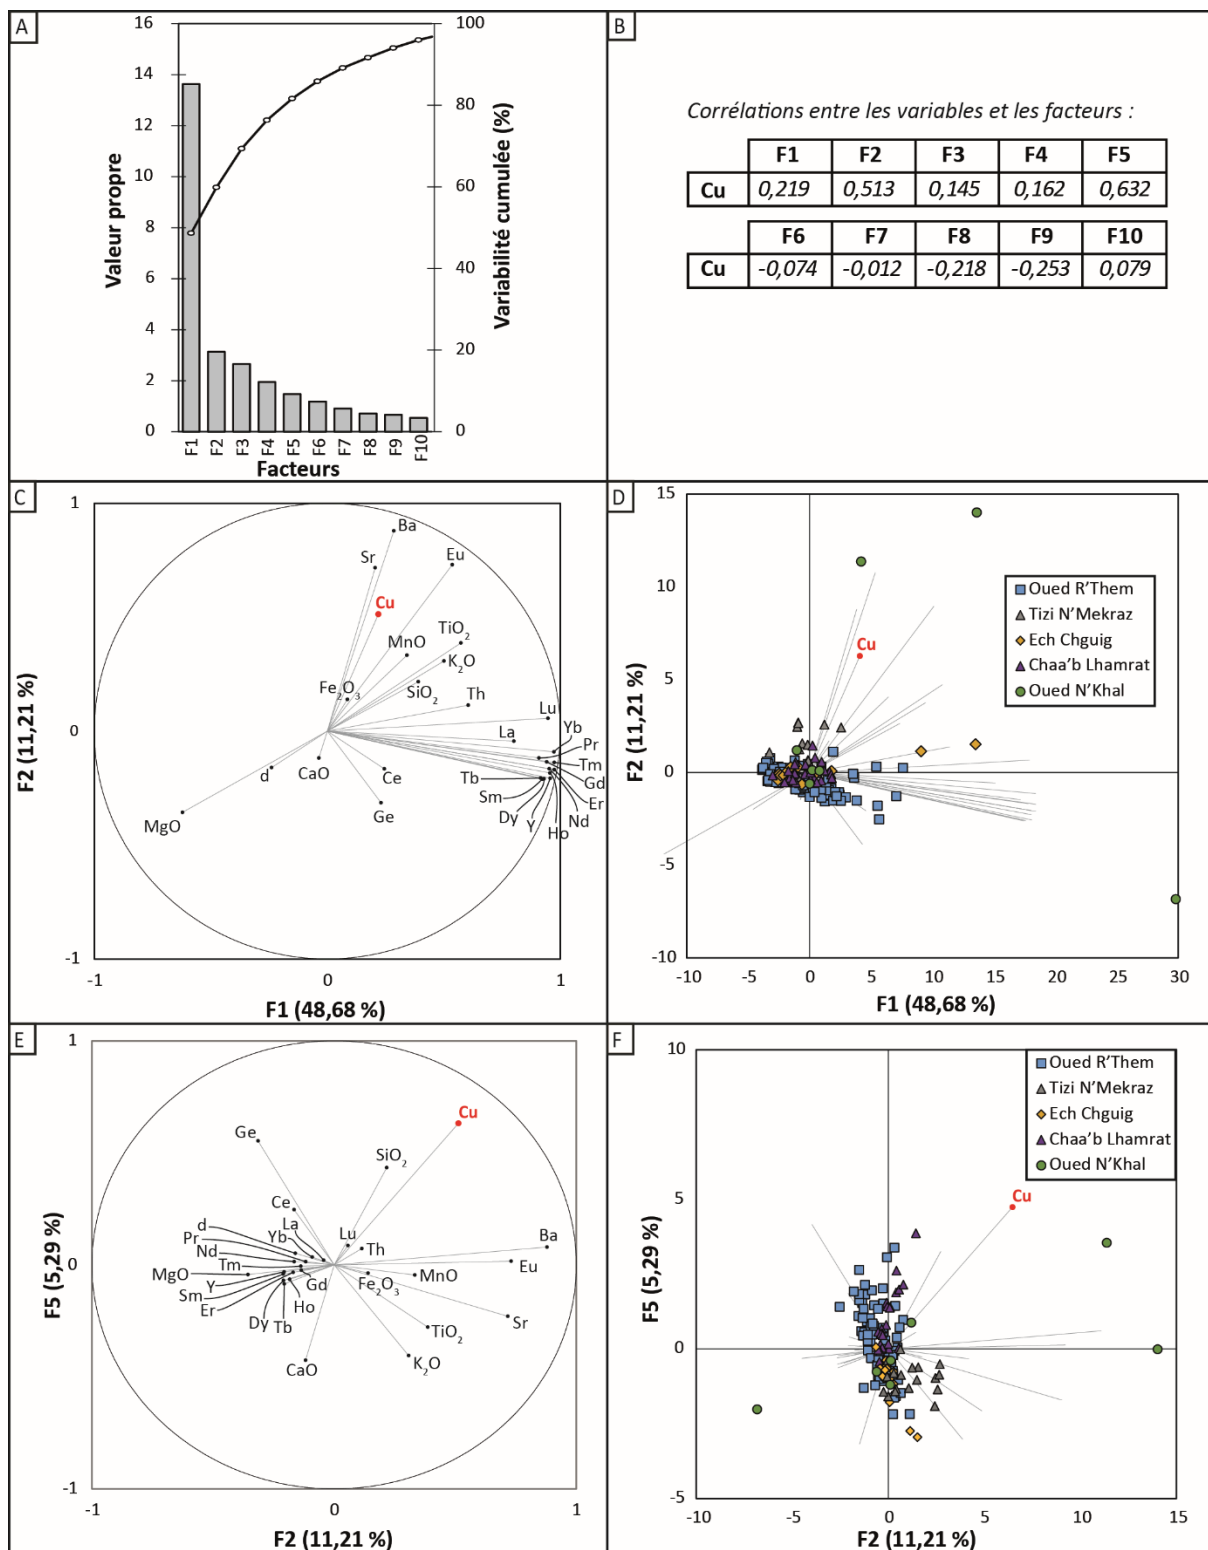 A
16
14
12
10
8
6
4
2
0
Valeur propre
100
80
60
40
20
0
Variabilité cumulée (%)
F1 F2 F3 F4 F5 F6 F7 F8 F9 F10
Facteurs
B
Corrélations entre les variables et les facteurs :
F1 F2 F3 F4 F5
Cu 0,219 0,513 0,145 0,162 0,632
F6 F7 F8 F9 F10
Cu -0,074 -0,012 -0,218 -0,253 0,079
C
1
Ba
Sr
Eu
Cu
TiO2
MnO
K2O
Fe2O3
SiO2
Th
Lu
La
Yb
Pr
Tm
Gd
Er
Nd
Ho
Y
Dy
Sm
Tb
Ce
CaO
d
Ge
MgO
0
-1
-1 0 1
F2 (11,21 %)
F1 (48,68 %)
D
15
10
5
0
-5
-10
Oued R'Them
Tizi N'Mekraz
Ech Chguig
Chaa'b Lhamrat
Oued N'Khal
Cu
-10 -5 0 5 10 15 20 30
F2 (11,21 %)
F1 (48,68 %)
E
1
Cu
Ge
SiO2
Ce
La
d
Yb
Lu
Pr
Th
Nd
Ba
Tm
Eu
MgO
Gd
Fe2O3
MnO
Y
Sm
Er
Ho
Dy
Tb
Sr
TiO2
CaO
K2O
0
-1
-1 0 1
F5 (5,29 %)
F2 (11,21 %)
F
10
5
0
-5
Oued R'Them
Tizi N'Mekraz
Ech Chguig
Chaa'b Lhamrat
Oued N'Khal
Cu
-5 0 5 10 15
F5 (5,29 %)
F2 (11,21 %)